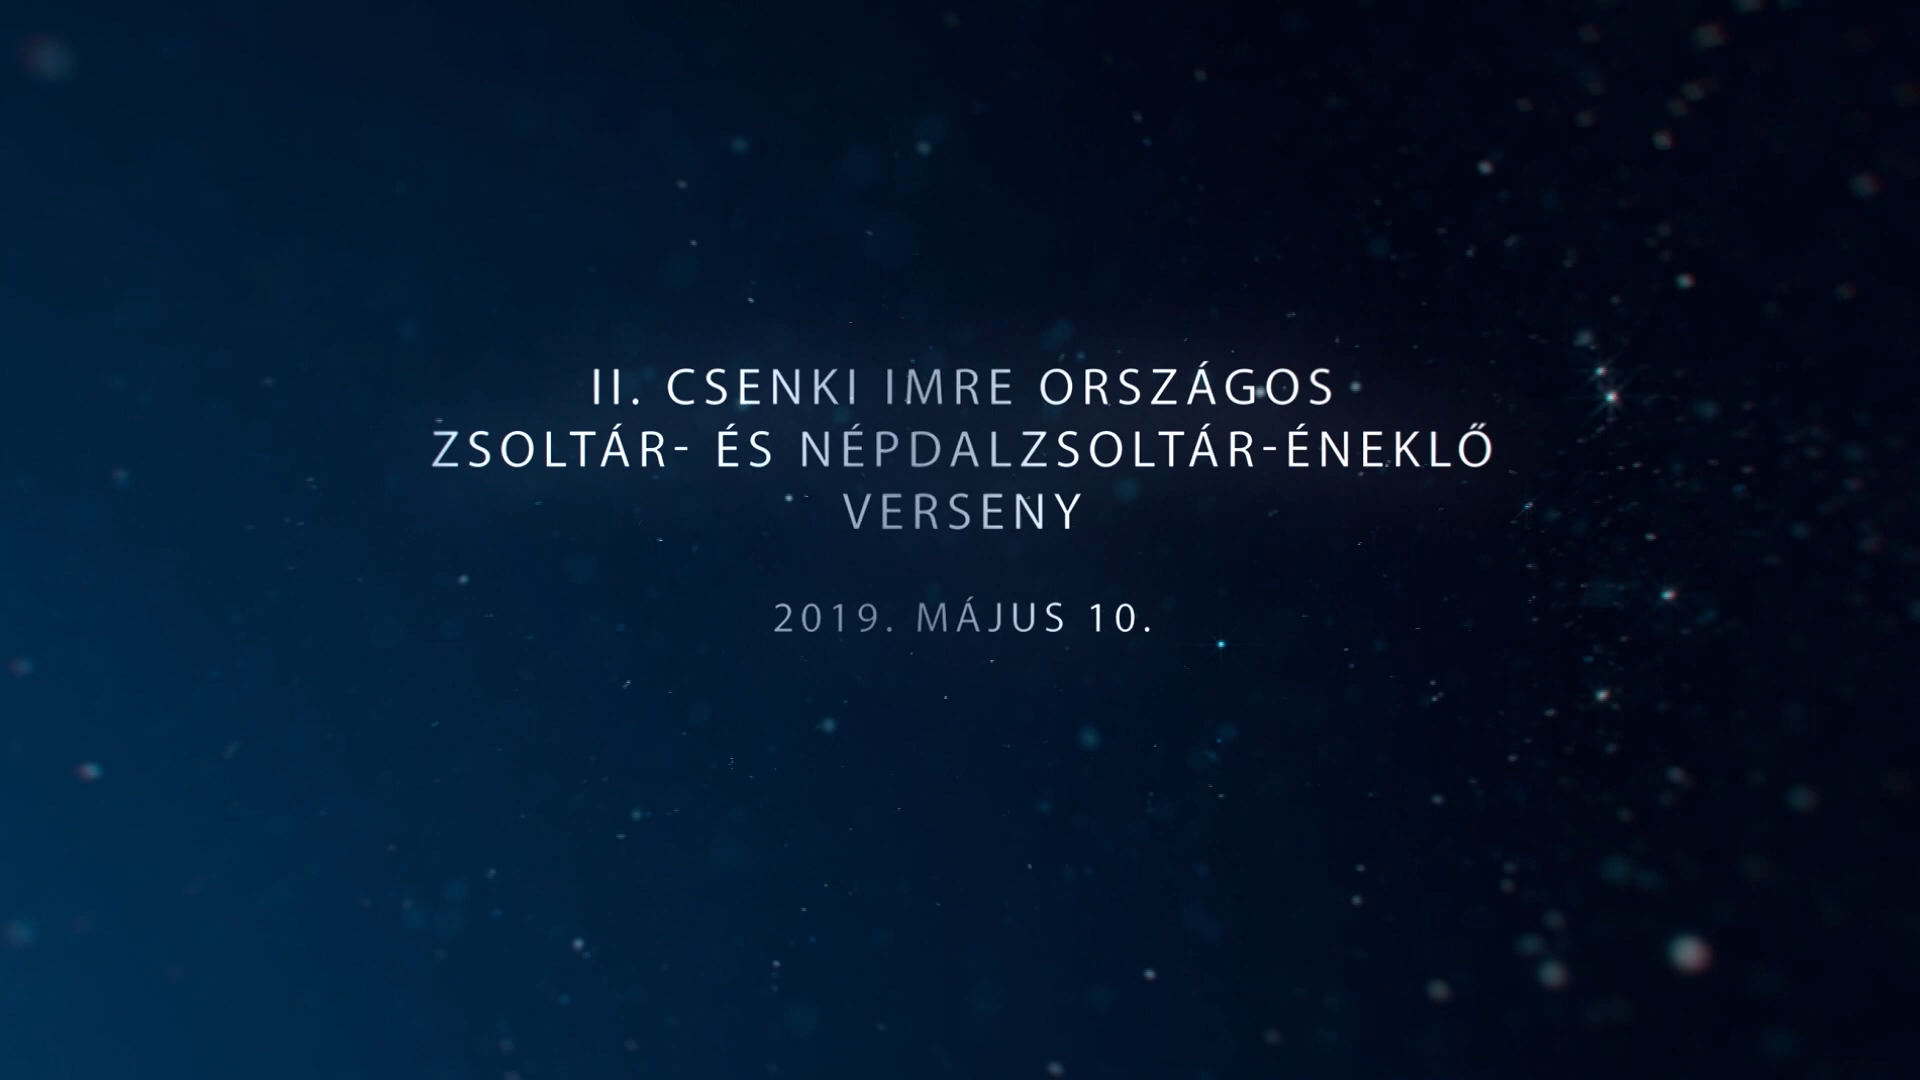 II. CSENKI IMRE ORSZÁGOS
ZSOLTÁR- ÉS NÉPDALZSOLTÁR-ÉNEKLŐ
VERSENY
2019. MÁJUS 10.